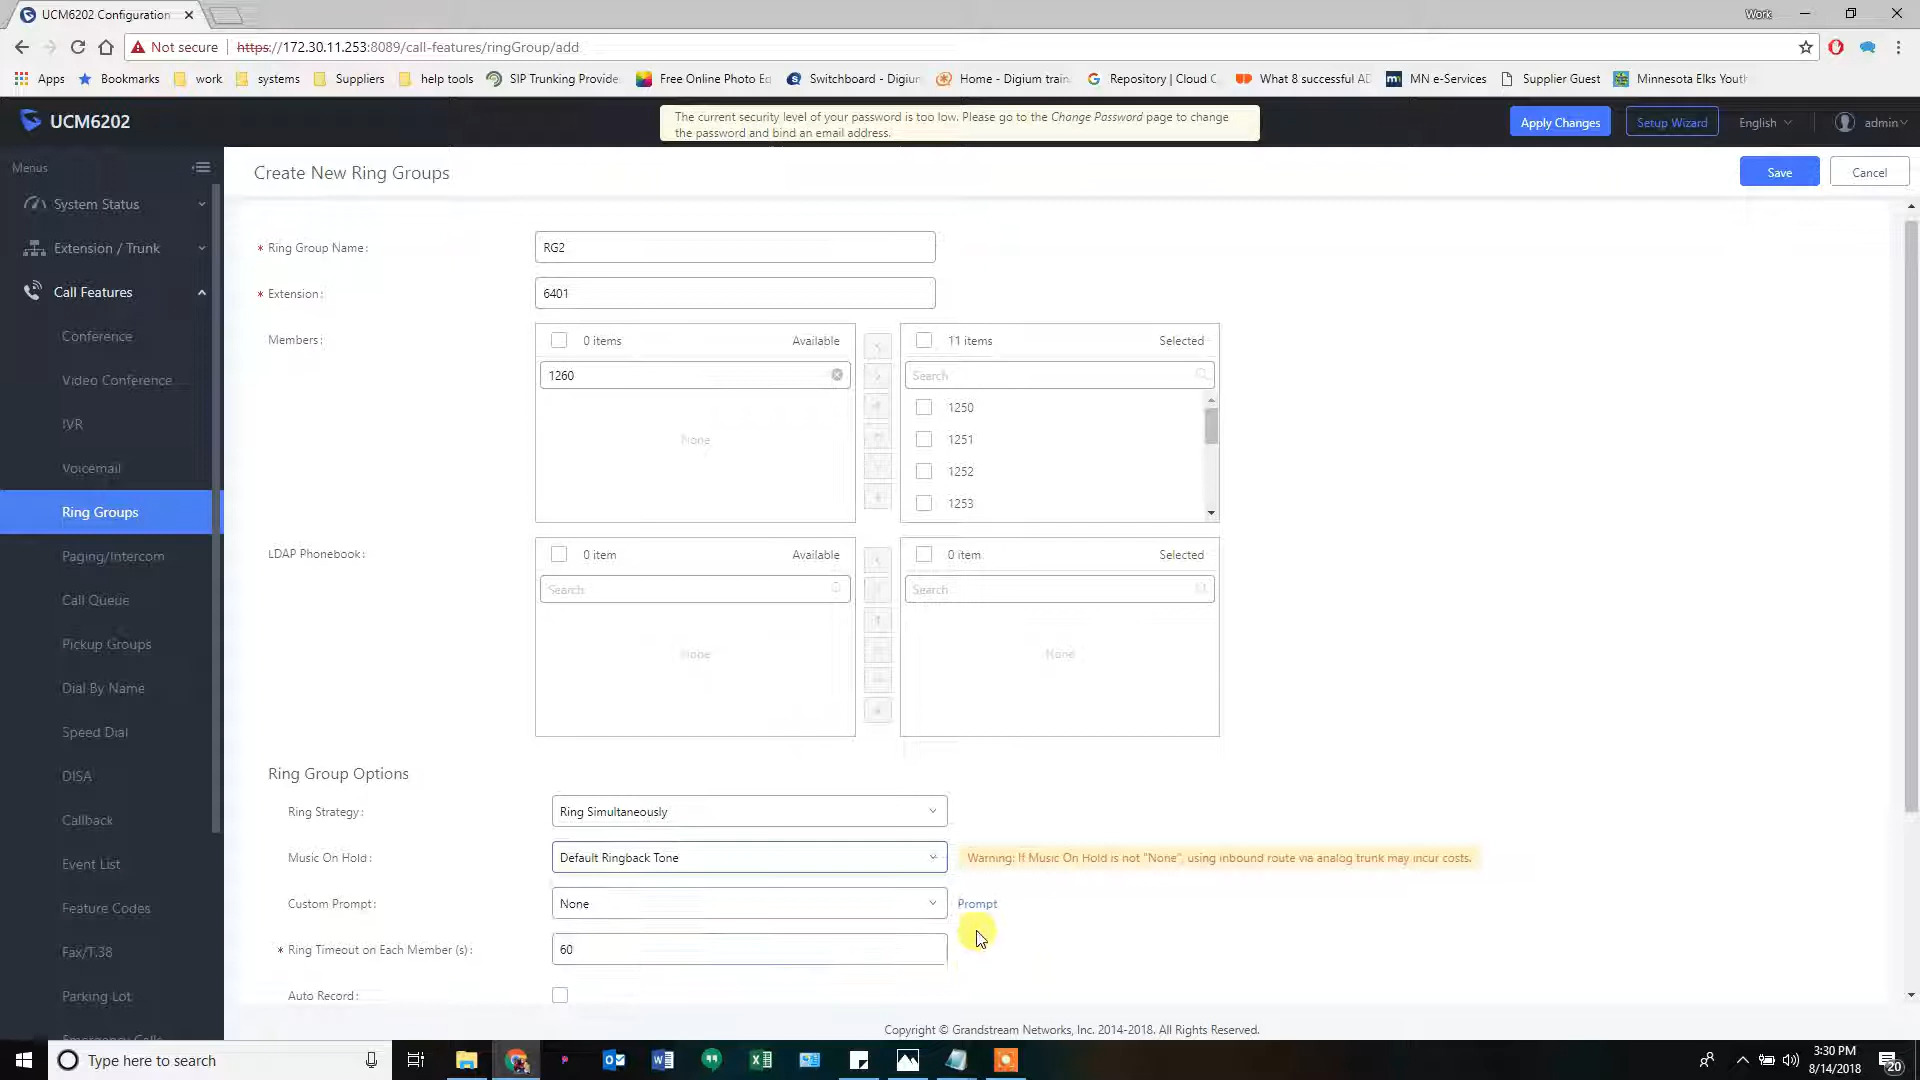 UCM6202 Configuration
Work
Not secure
https://172.30.11.253:8089/call-features/ringGroup/add
Apps
Bookmarks
work
systems
Suppliers
help tools
SIP Trunking Provide
Free Online Photo Ed
Switchboard - Digium
Home - Digium train
Repository | Cloud C
What 8 successful AD
MN e-Services
Supplier Guest
Minnesota Elks Yout
UCM6202
The current security level of your password is too low. Please go to the Change Password page to change
the password and bind an email address.
Apply Changes
Setup Wizard
English
admin
Menus
Create New Ring Groups
Save
Cancel
System Status
Extension / Trunk
Call Features
Conference
Video Conference
IVR
Voicemail
Ring Groups
Paging/Intercom
Call Queue
Pickup Groups
Dial By Name
Speed Dial
DISA
Callback
Event List
Feature Codes
Fax/T.38
Parking Lot
Emergency Calls
* Ring Group Name:
RG2
* Extension:
6401
Members:
0 items
Available
1260
None
11 items
Selected
Search
1250
1251
1252
1253
LDAP Phonebook:
0 item
Available
Search
None
0 item
Selected
Search
None
Ring Group Options
Ring Strategy:
Ring Simultaneously
Music On Hold:
Default Ringback Tone
Warning: If Music On Hold is not "None", using inbound route via analog trunk may incur costs.
Custom Prompt:
None
Prompt
* Ring Timeout on Each Member (s):
60
Auto Record:
Copyright © Grandstream Networks, Inc. 2014-2018. All Rights Reserved.
Type here to search
3:30 PM
8/14/2018
20